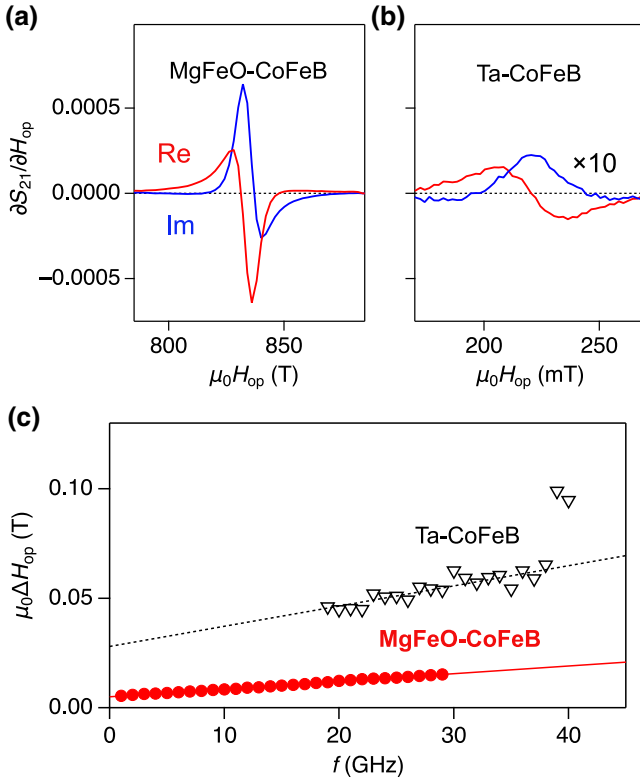 (a)
(b)
MgFeO-CoFeB
Ta-CoFeB
∂S21/∂Hop
0.0005
0.0000
−0.0005
Re
Im
×10
800
850
200
250
μ0Hop (T)
μ0Hop (mT)
(c)
μ0ΔHop (T)
0.10
0.05
0.00
Ta-CoFeB
MgFeO-CoFeB
0
10
20
30
40
f (GHz)